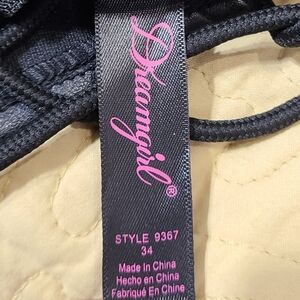 Dreamgirl®
STYLE 9367
34
Made in China
Hecho en China
Fabriqué En Chine